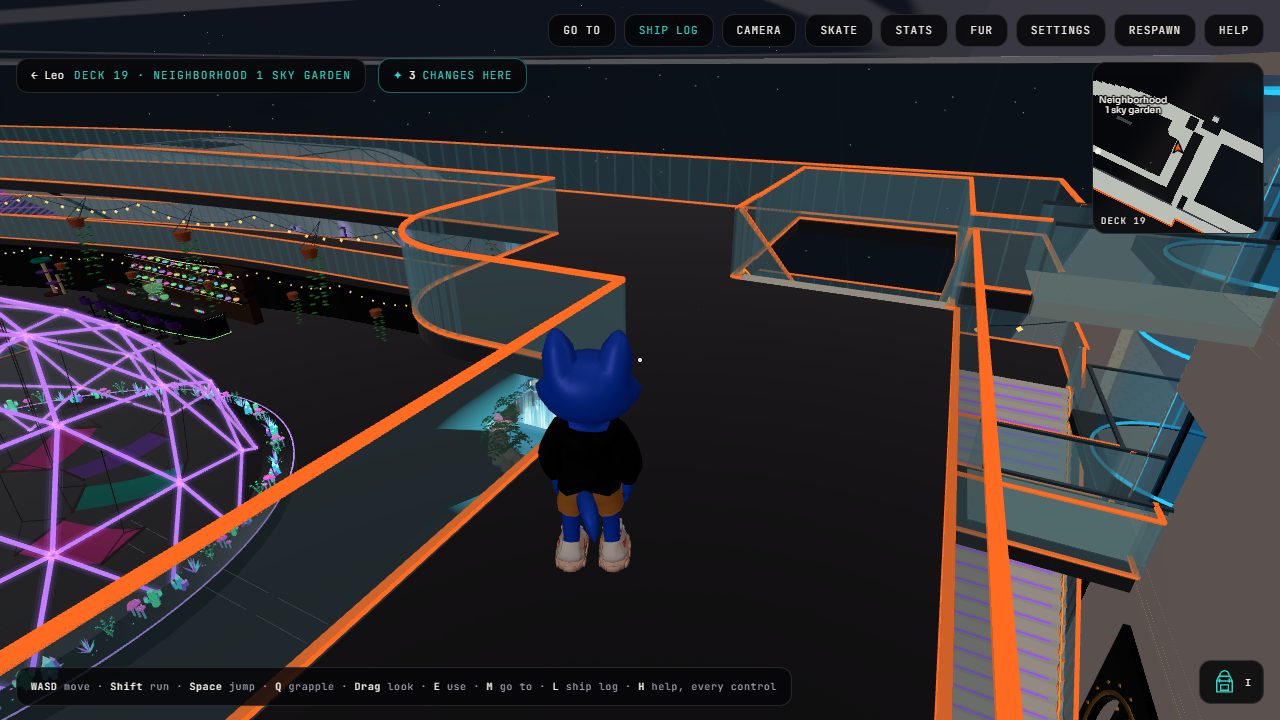 GO TO
SHIP LOG
CAMERA
SKATE
STATS
FUR
SETTINGS
RESPAWN
HELP
← Leo DECK 19 · NEIGHBORHOOD 1 SKY GARDEN
✦ 3 CHANGES HERE
Neighborhood
1 sky garden
DECK 19
WASD move · Shift run · Space jump · Q grapple · Drag look · E use · M go to · L ship log · H help, every control
I